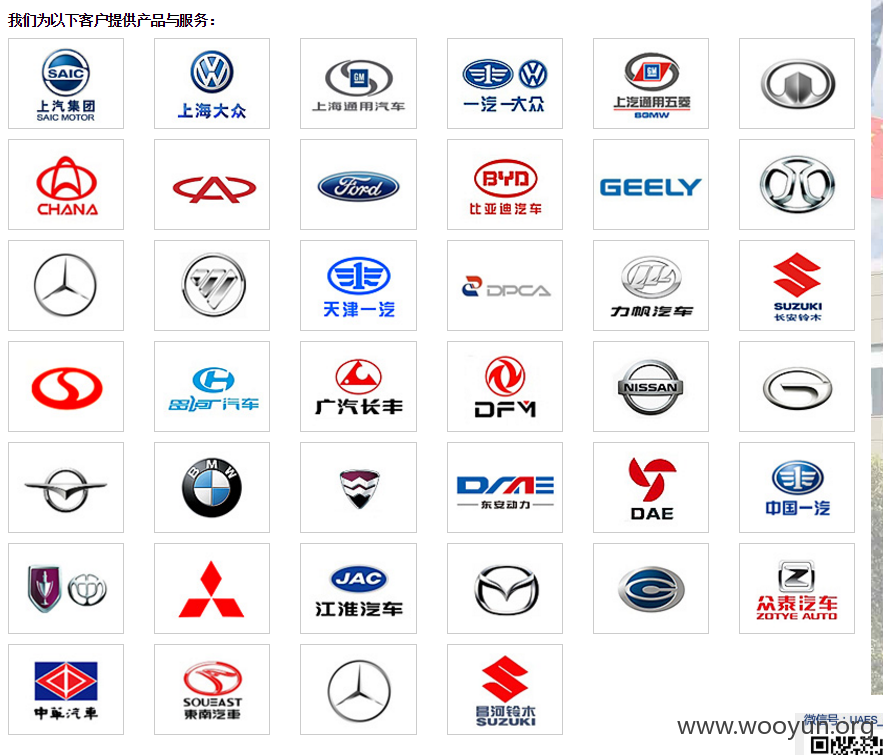 我们为以下客户提供产品与服务：
SAIC
上汽集团
SAIC MOTOR
上海大众
GM
上海通用汽车
一汽-大众
GM
上汽通用五菱
SGMW
CHANA
Ford
BYD
比亚迪汽车
GEELY
天津一汽
DPCA
力帆汽车
SUZUKI
长安铃木
汽车
广汽长丰
DFM
NISSAN
BMW
DAE
东安动力
DAE
中国一汽
JAC
江淮汽车
众泰汽车
ZOTYE AUTO
中華汽車
SOUEAST
東南汽車
昌河铃木
SUZUKI
微信号：UAES
www.wooyun.org